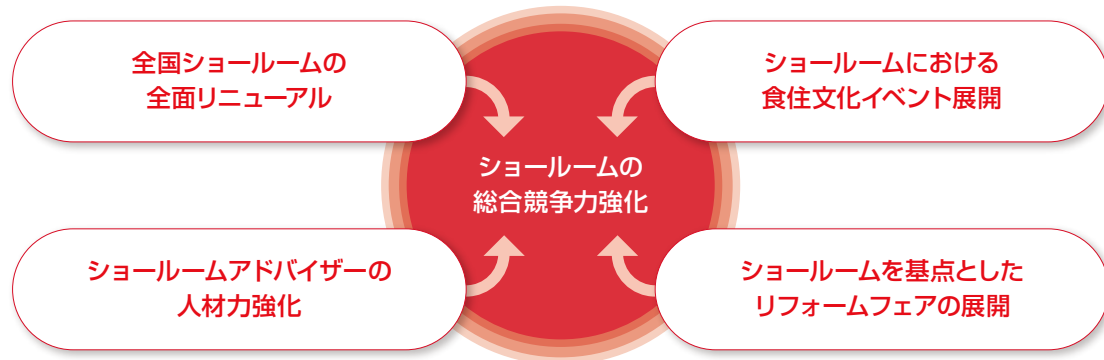 全国ショールームの
全面リニューアル
ショールームにおける
食住文化イベント展開
ショールームの
総合競争力強化
ショールームアドバイザーの
人材力強化
ショールームを基点とした
リフォームフェアの展開